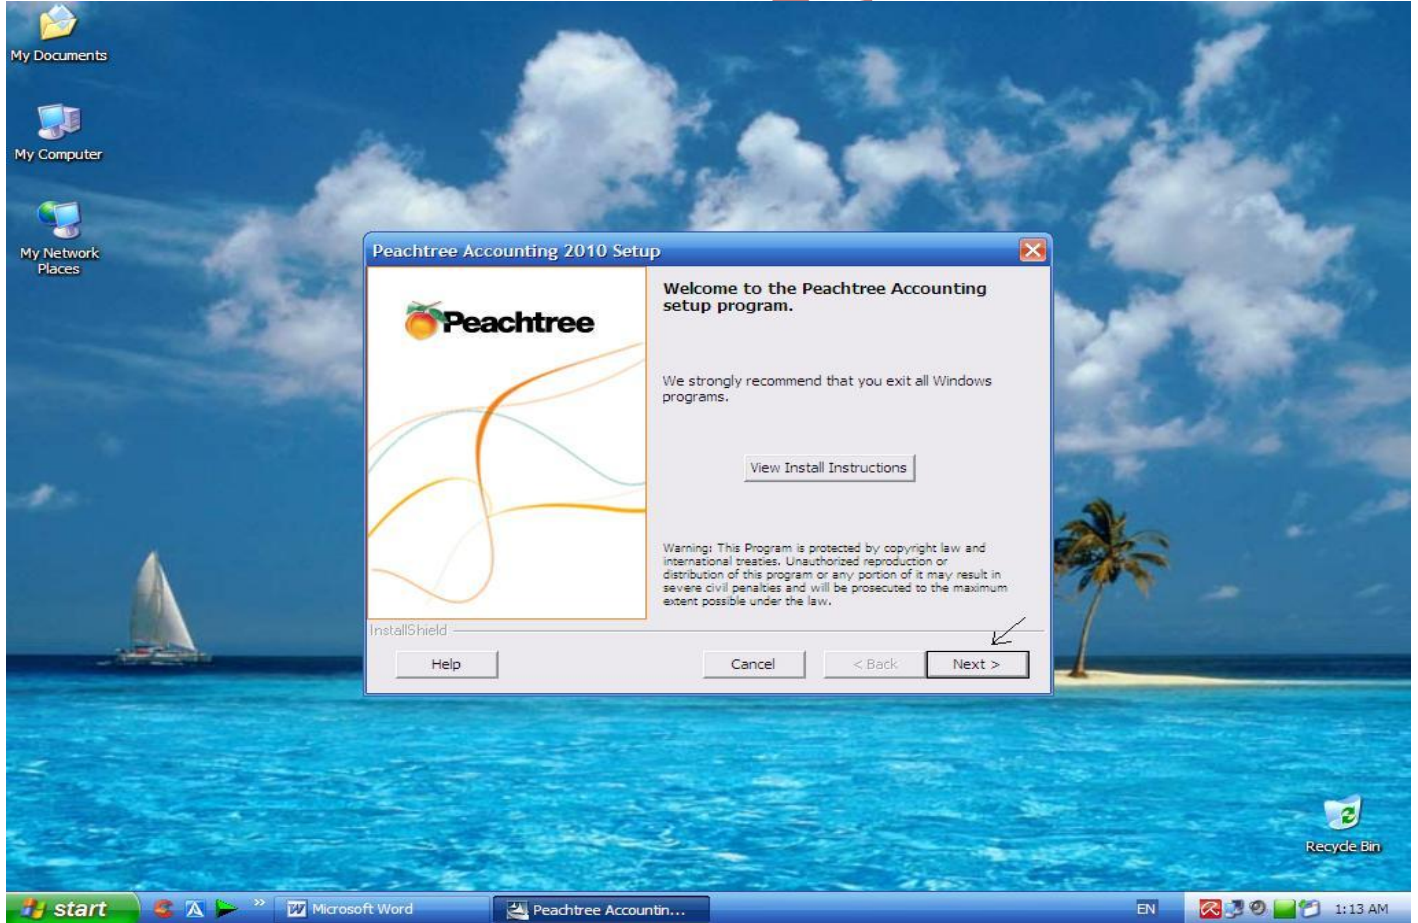 My Documents
My Computer
My Network
Places
Peachtree Accounting 2010 Setup
Peachtree
Welcome to the Peachtree Accounting
setup program.
We strongly recommend that you exit all Windows
programs.
View Install Instructions
Warning: This Program is protected by copyright law and
international treaties. Unauthorized reproduction or
distribution of this program or any portion of it may result in
severe civil penalties and will be prosecuted to the maximum
extent possible under the law.
InstallShield
Help
Cancel
< Back
Next >
Recycle Bin
start
Microsoft Word
Peachtree Accountin...
EN
1:13 AM